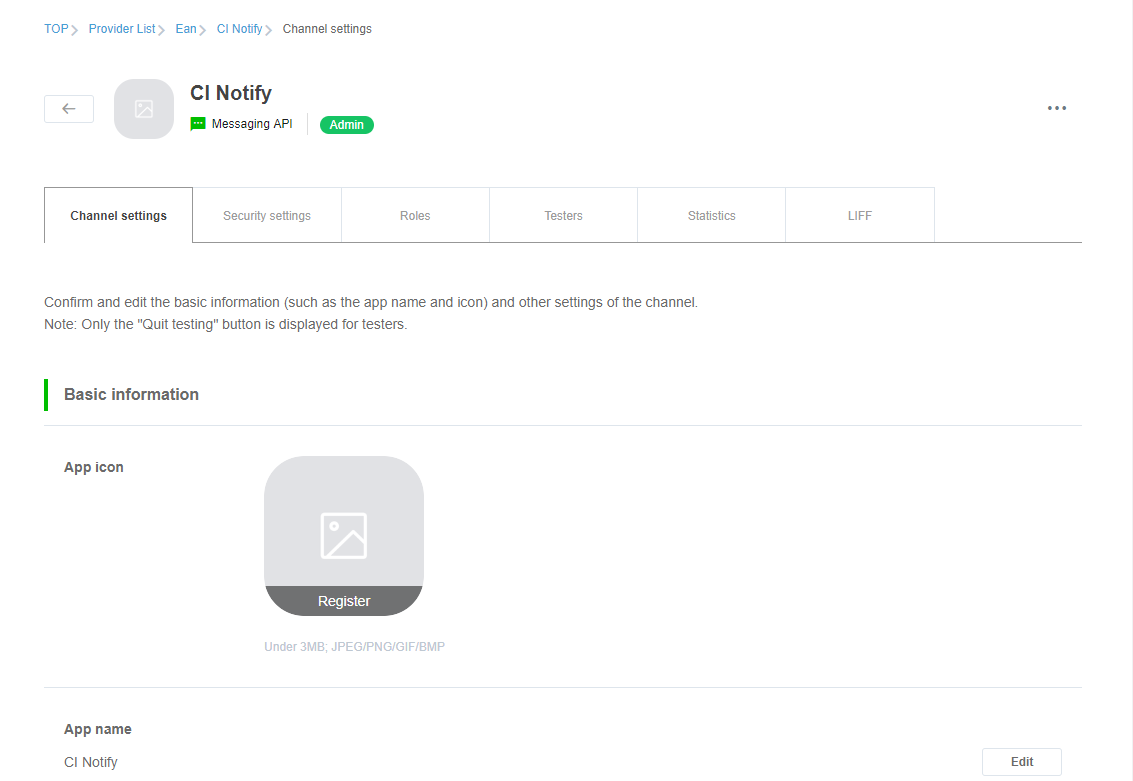 TOP Provider List Ean CI Notify Channel settings
CI Notify
Messaging API Admin
Channel settings Security settings Roles Testers Statistics LIFF
Confirm and edit the basic information (such as the app name and icon) and other settings of the channel.
Note: Only the "Quit testing" button is displayed for testers.
Basic information
App icon
Register
Under 3MB; JPEG/PNG/GIF/BMP
App name
CI Notify
Edit